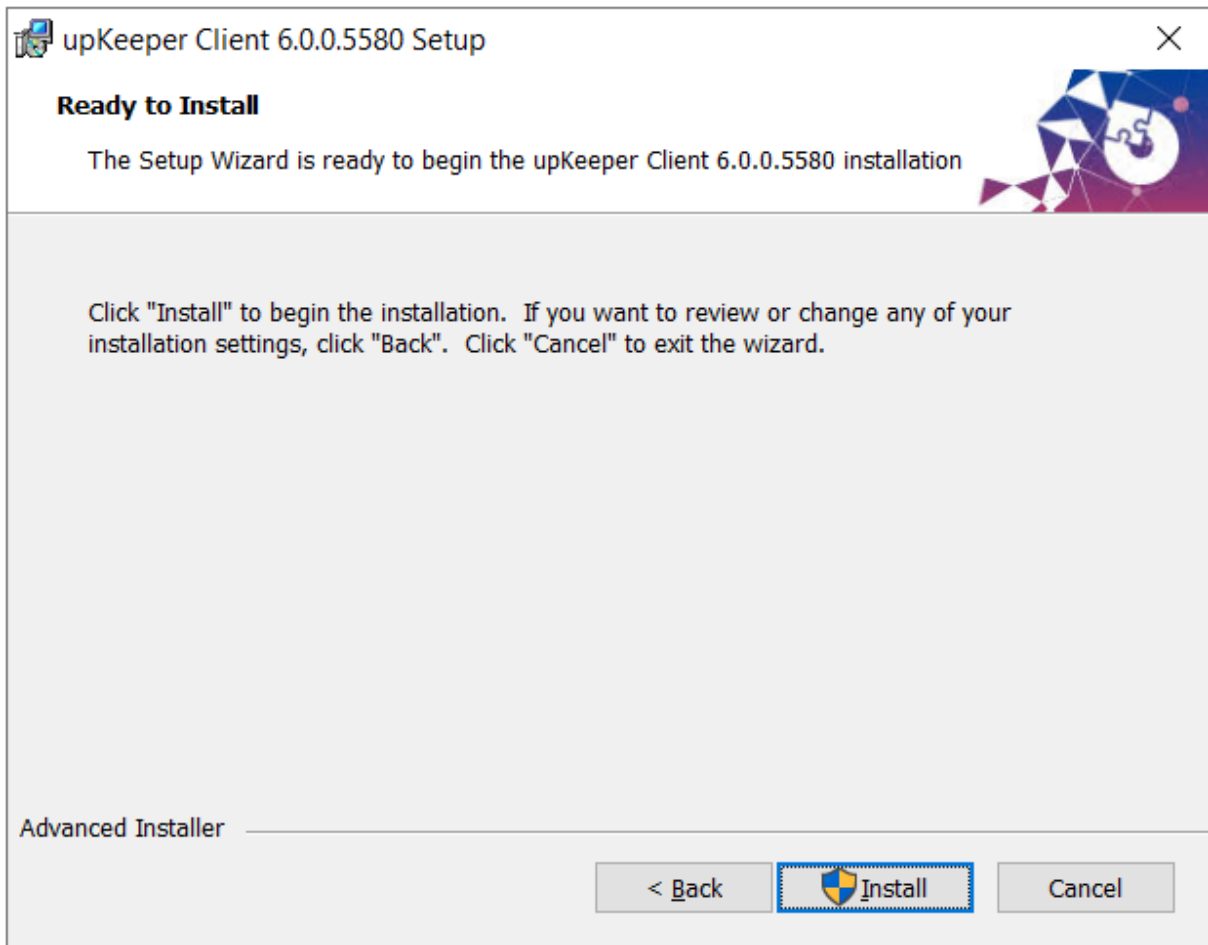 upKeeper Client 6.0.0.5580 Setup
Ready to Install
The Setup Wizard is ready to begin the upKeeper Client 6.0.0.5580 installation
Click "Install" to begin the installation.  If you want to review or change any of your
installation settings, click "Back".  Click "Cancel" to exit the wizard.
Advanced Installer
< Back
Install
Cancel